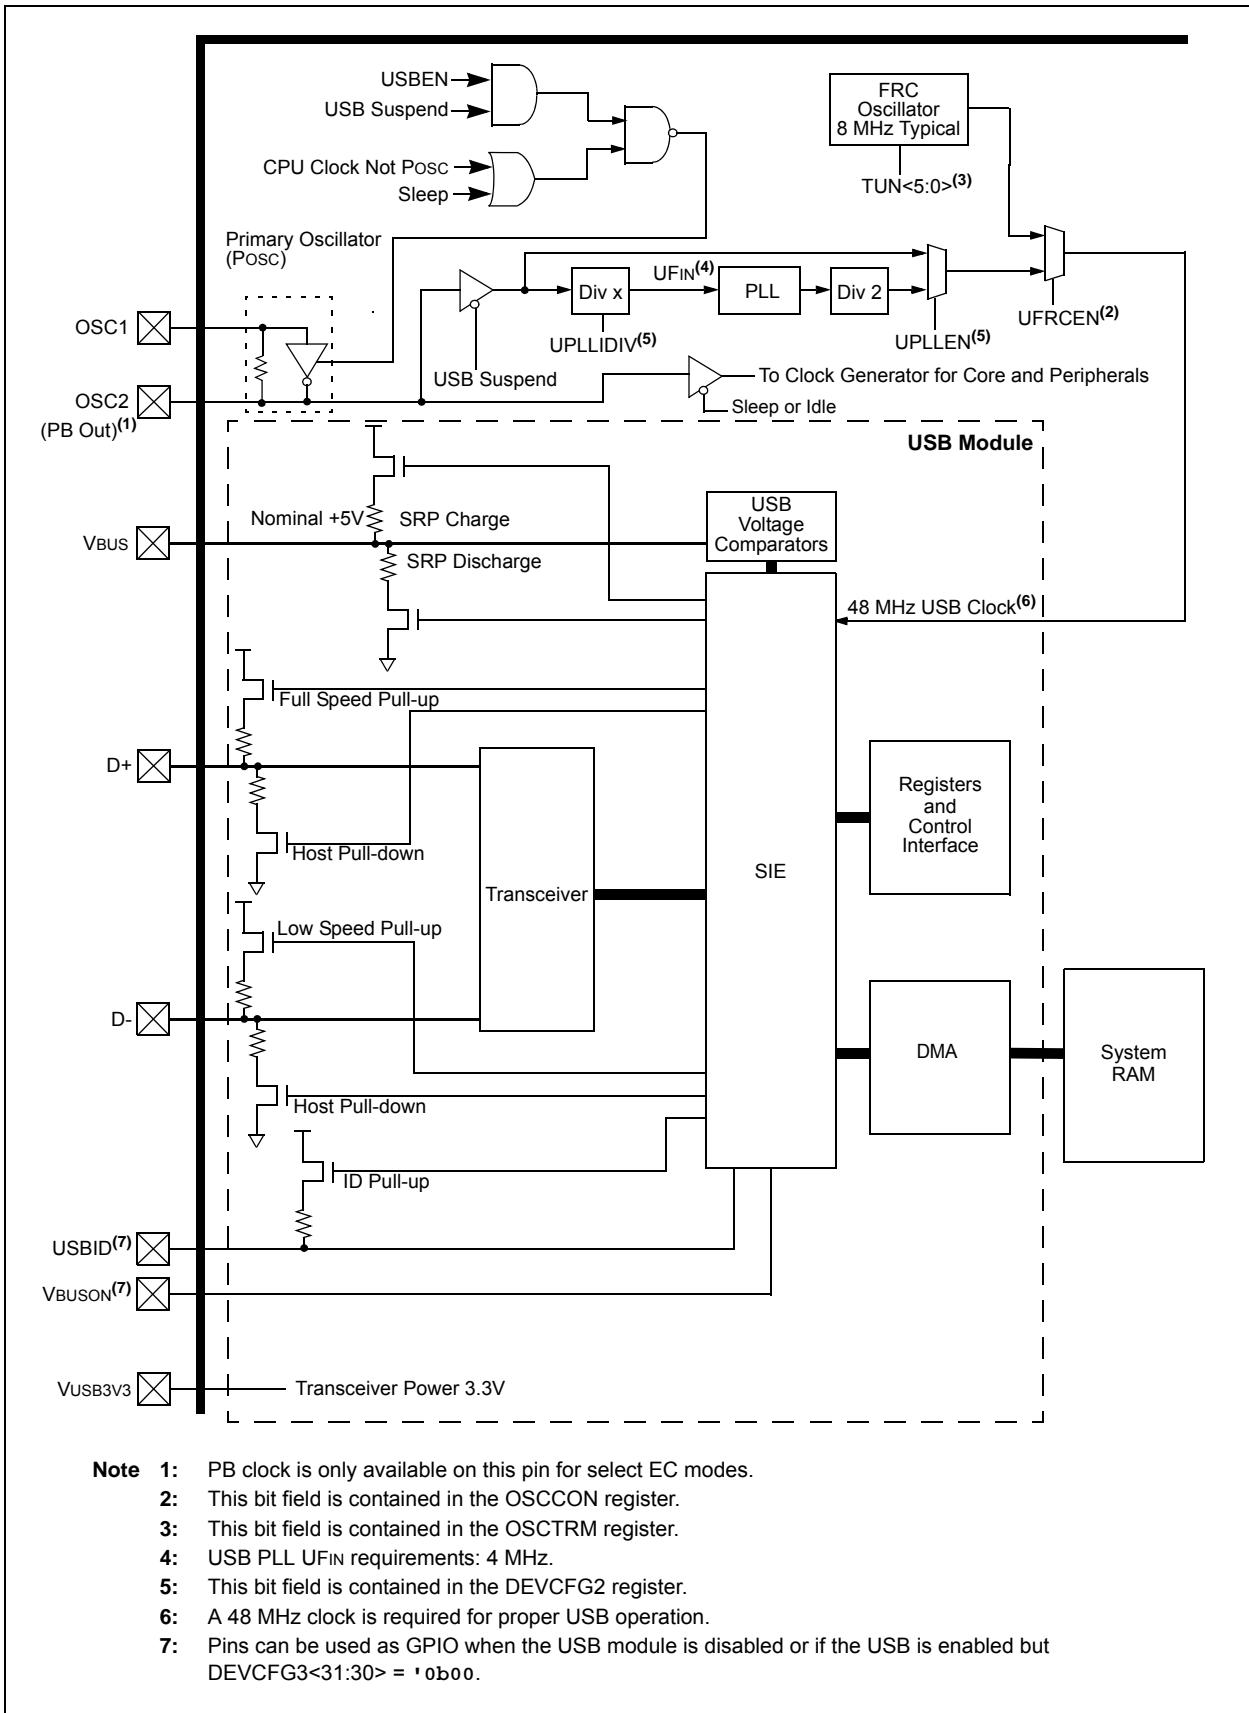 USBEN
USB Suspend
CPU Clock Not POSC
Sleep
FRC
Oscillator
8 MHz Typical
TUN<5:0>(3)
Primary Oscillator
(POSC)
UFIN(4)
Div x
PLL
Div 2
UPLLIDIV(5)
UPLLEN(5)
UFRCEN(2)
OSC1
USB Suspend
To Clock Generator for Core and Peripherals
OSC2
(PB Out)(1)
Sleep or Idle
USB Module
Nominal +5V
SRP Charge
USB
Voltage
Comparators
VBUS
SRP Discharge
48 MHz USB Clock(6)
Full Speed Pull-up
D+
Registers
and
Control
Interface
Host Pull-down
SIE
Transceiver
Low Speed Pull-up
D-
DMA
System
RAM
Host Pull-down
ID Pull-up
USBID(7)
VBUSON(7)
VUSB3V3
Transceiver Power 3.3V
Note 1: PB clock is only available on this pin for select EC modes.
2: This bit field is contained in the OSCCON register.
3: This bit field is contained in the OSCTRM register.
4: USB PLL UFIN requirements: 4 MHz.
5: This bit field is contained in the DEVCFG2 register.
6: A 48 MHz clock is required for proper USB operation.
7: Pins can be used as GPIO when the USB module is disabled or if the USB is enabled but
DEVCFG3<31:30> = '0b00.